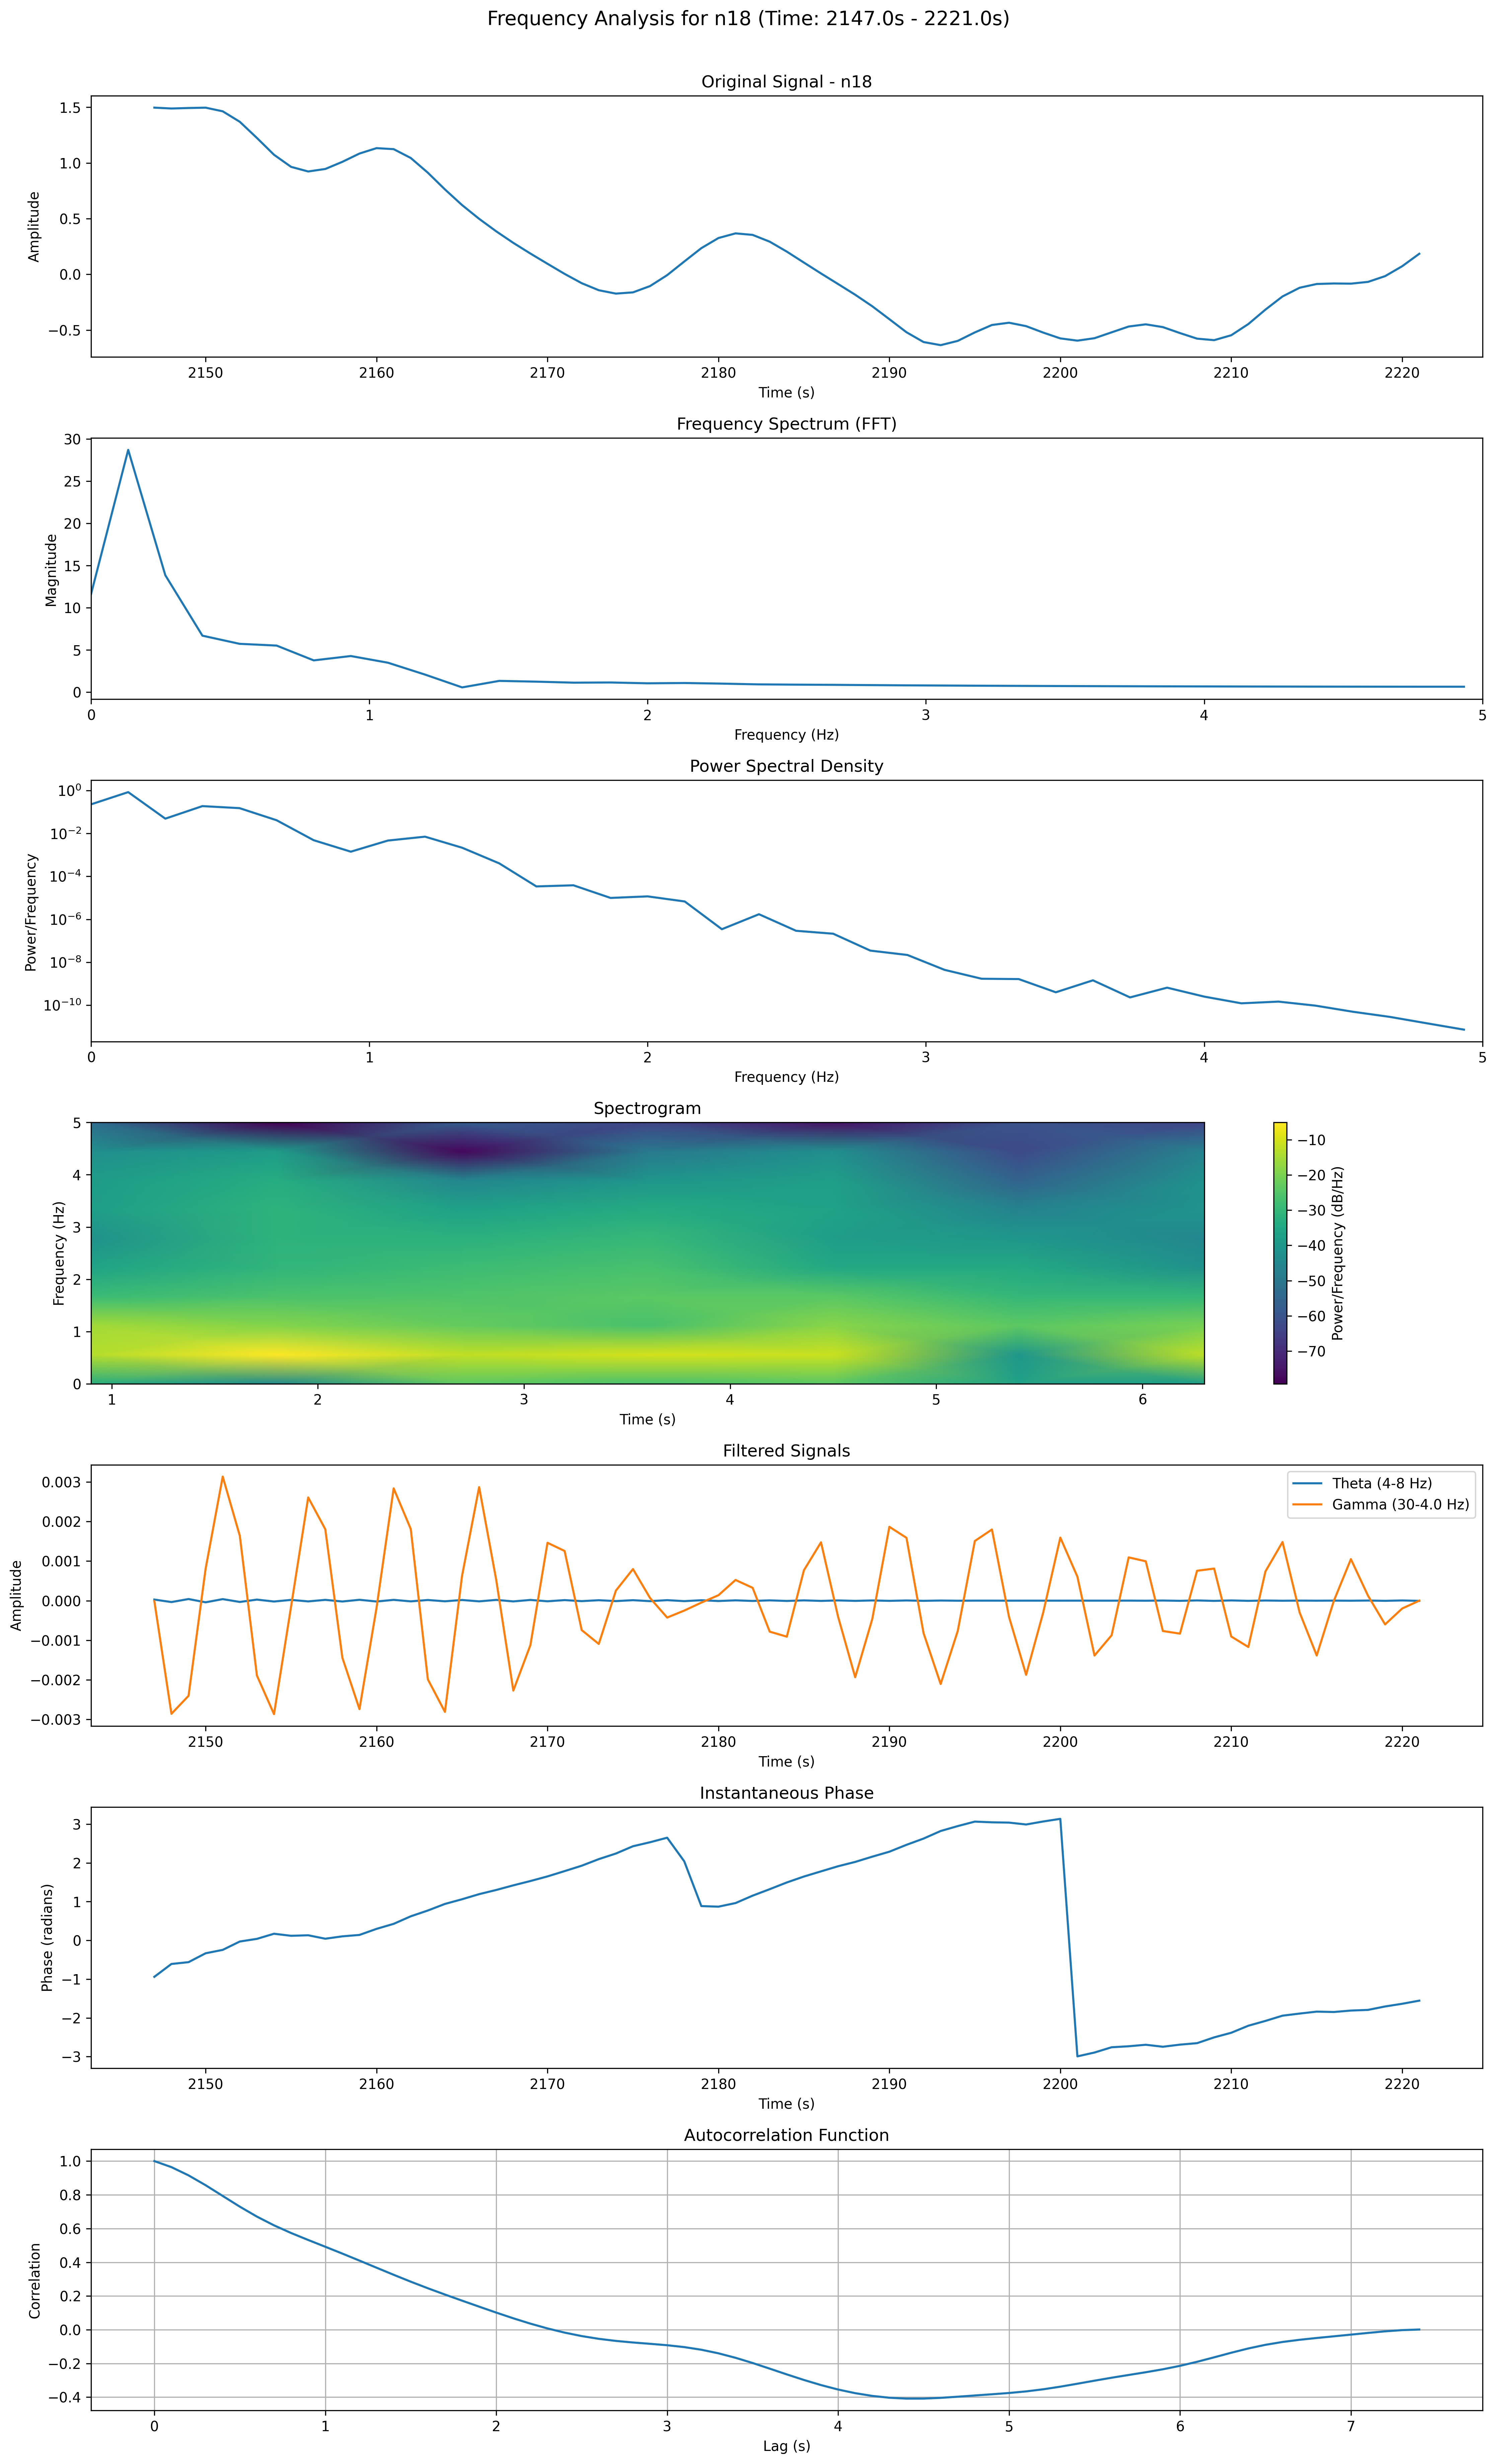 Frequency Analysis for n18 (Time: 2147.0s - 2221.0s)
Original Signal - n18
Amplitude
1.5
1.0
0.5
0.0
−0.5
2150 2160 2170 2180 2190 2200 2210 2220
Time (s)
Frequency Spectrum (FFT)
Magnitude
30
25
20
15
10
5
0
0 1 2 3 4 5
Frequency (Hz)
Power Spectral Density
Power/Frequency
10⁰
10⁻²
10⁻⁴
10⁻⁶
10⁻⁸
10⁻¹⁰
0 1 2 3 4 5
Frequency (Hz)
Spectrogram
Frequency (Hz)
5
4
3
2
1
0
1 2 3 4 5 6
Time (s)
−10
−20
−30
−40
−50
−60
−70
Power/Frequency (dB/Hz)
Filtered Signals
Amplitude
0.003
0.002
0.001
0.000
−0.001
−0.002
−0.003
Theta (4-8 Hz)
Gamma (30-4.0 Hz)
2150 2160 2170 2180 2190 2200 2210 2220
Time (s)
Instantaneous Phase
Phase (radians)
3
2
1
0
−1
−2
−3
2150 2160 2170 2180 2190 2200 2210 2220
Time (s)
Autocorrelation Function
Correlation
1.0
0.8
0.6
0.4
0.2
0.0
−0.2
−0.4
0 1 2 3 4 5 6 7
Lag (s)